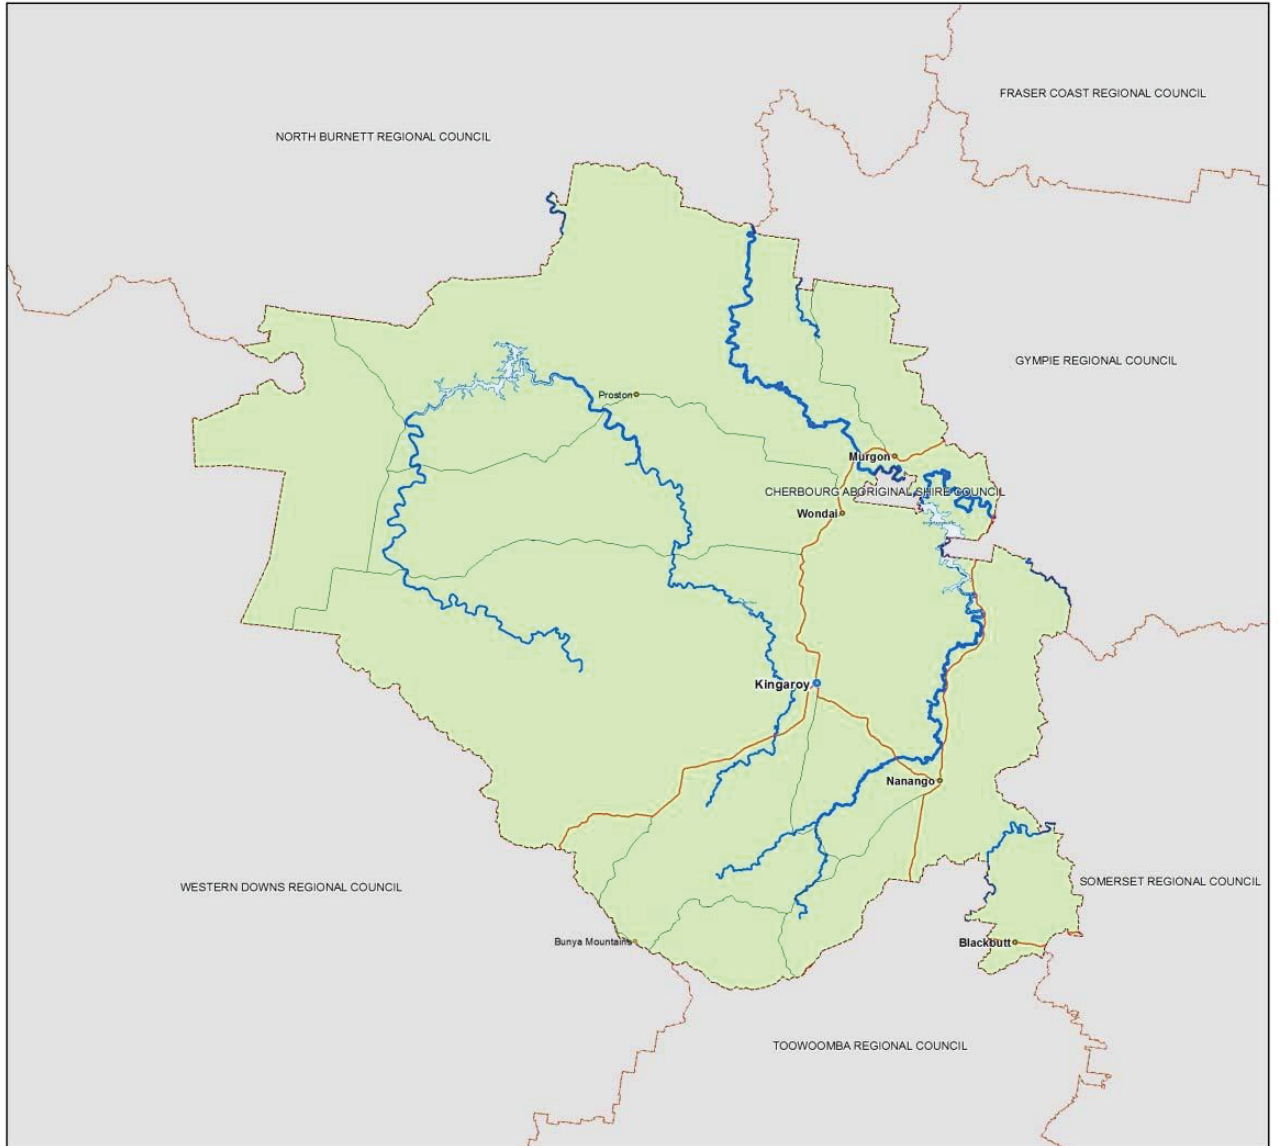 FRASER COAST REGIONAL COUNCIL
NORTH BURNETT REGIONAL COUNCIL
GYMPIE REGIONAL COUNCIL
Proston
Murgon
CHERBOURG ABORIGINAL SHIRE COUNCIL
Wondai
Kingaroy
Nanango
WESTERN DOWNS REGIONAL COUNCIL
SOMERSET REGIONAL COUNCIL
Bunya Mountains
Blackbutt
TOOWOOMBA REGIONAL COUNCIL